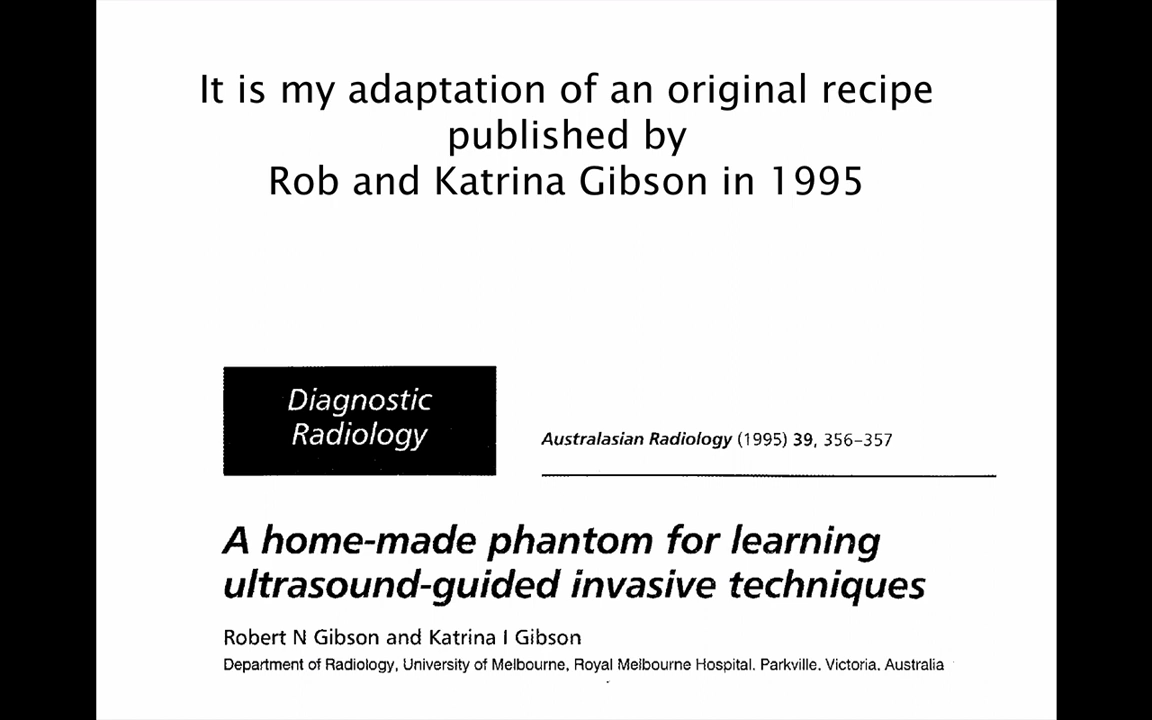 It is my adaptation of an original recipe
published by
Rob and Katrina Gibson in 1995
Diagnostic
Radiology
Australasian Radiology (1995) 39, 356–357
A home-made phantom for learning
ultrasound-guided invasive techniques
Robert N Gibson and Katrina I Gibson
Department of Radiology, University of Melbourne, Royal Melbourne Hospital. Parkville. Victoria. Australia